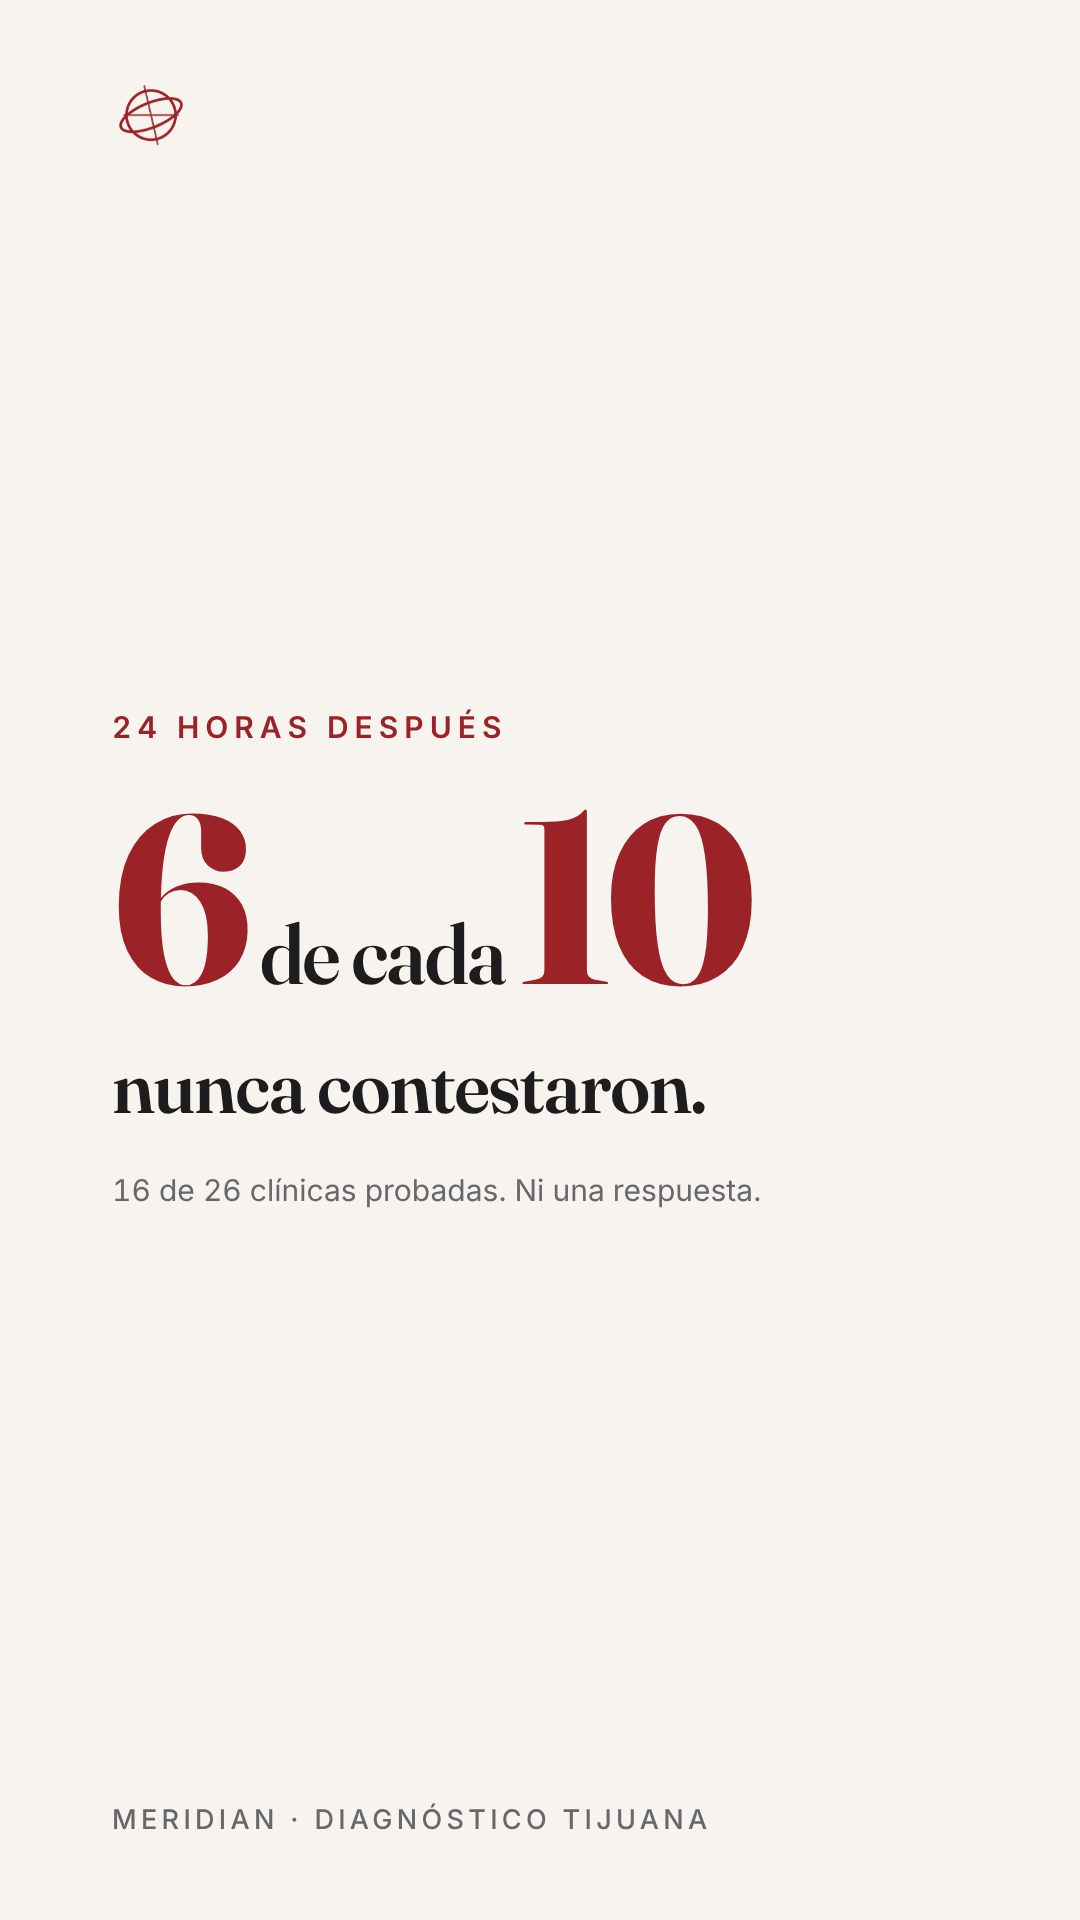 24 HORAS DESPUÉS
6 de cada 10
nunca contestaron.
16 de 26 clínicas probadas. Ni una respuesta.
MERIDIAN · DIAGNÓSTICO TIJUANA